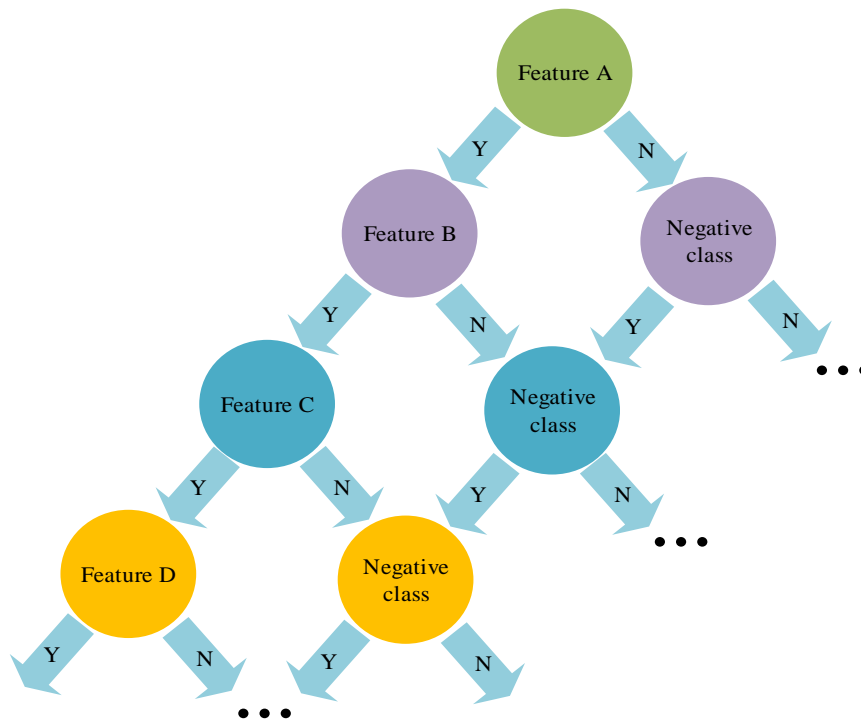 Feature A
Y
N
Feature B
Negative
class
Y
N
Y
N
...
Feature C
Negative
class
Y
N
Y
N
...
Feature D
Negative
class
Y
N
Y
N
...